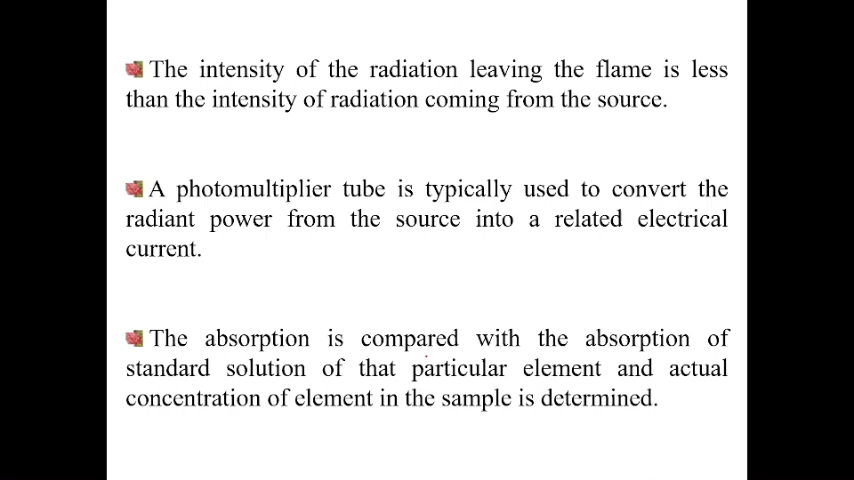 The intensity of the radiation leaving the flame is less
than the intensity of radiation coming from the source.
A photomultiplier tube is typically used to convert the
radiant power from the source into a related electrical
current.
The absorption is compared with the absorption of
standard solution of that particular element and actual
concentration of element in the sample is determined.